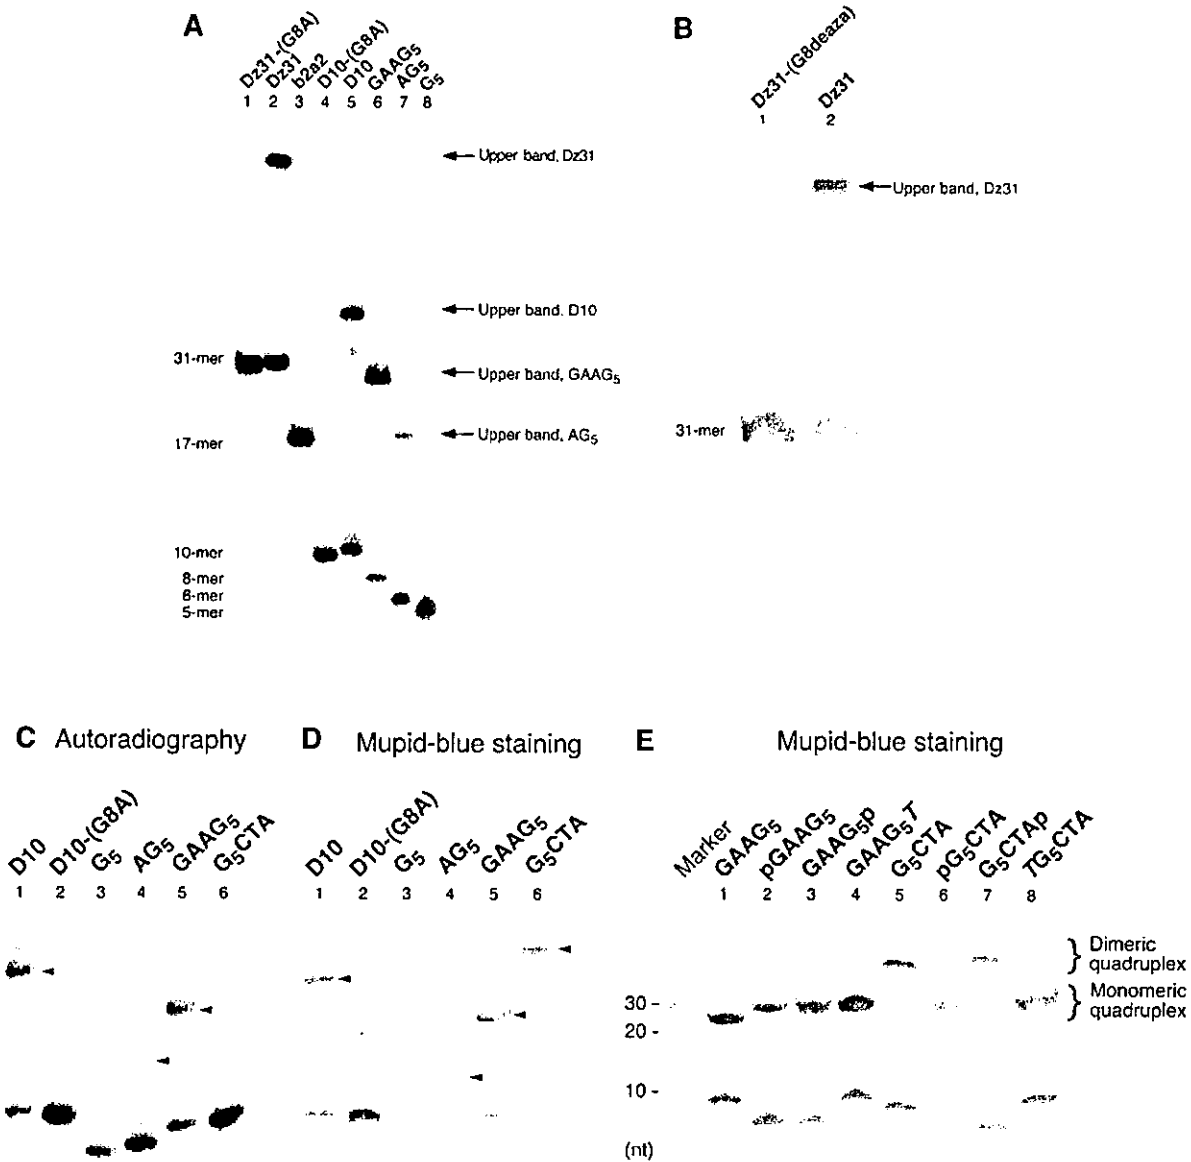 A
Dz31-(G8A)
Dz31
b2a2
D10-(G8A)
D10
GAAG5
AG5
G5
1 2 3 4 5 6 7 8
Upper band, Dz31
Upper band. D10
31-mer
Upper band, GAAG5
17-mer
Upper band, AG5
10-mer
8-mer
6-mer
5-mer
B
Dz31-(G8deaza)
Dz31
1 2
Upper band, Dz31
31-mer
C Autoradiography
D10
D10-(G8A)
G5
AG5
GAAG5
G5CTA
1 2 3 4 5 6
D Mupid-blue staining
D10
D10-(G8A)
G5
AG5
GAAG5
G5CTA
1 2 3 4 5 6
E Mupid-blue staining
Marker
GAAG5
pGAAG5
GAAG5p
GAAG5T
G5CTA
pG5CTA
G5CTAp
TG5CTA
1 2 3 4 5 6 7 8
Dimeric
quadruplex
Monomeric
quadruplex
30 -
20 -
10 -
(nt)